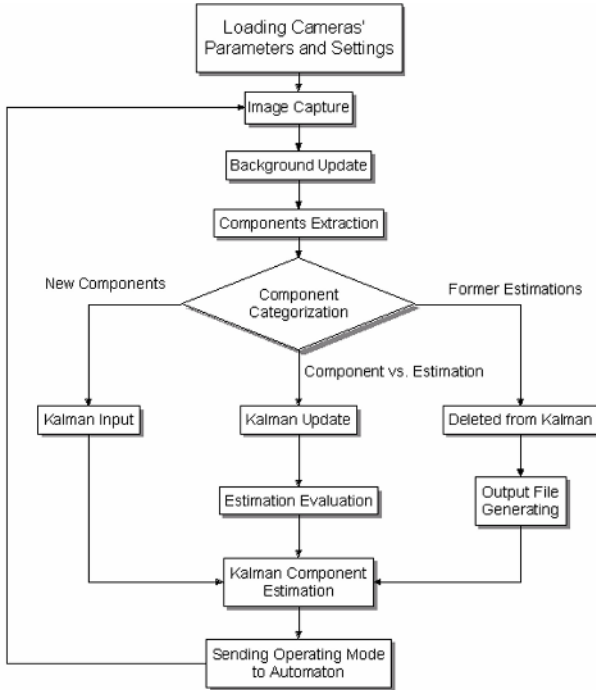 Loading Cameras'
Parameters and Settings
Image Capture
Background Update
Components Extraction
New Components
Component
Categorization
Former Estimations
Component vs. Estimation
Kalman Input
Kalman Update
Deleted from Kalman
Estimation Evaluation
Output File
Generating
Kalman Component
Estimation
Sending Operating Mode
to Automaton